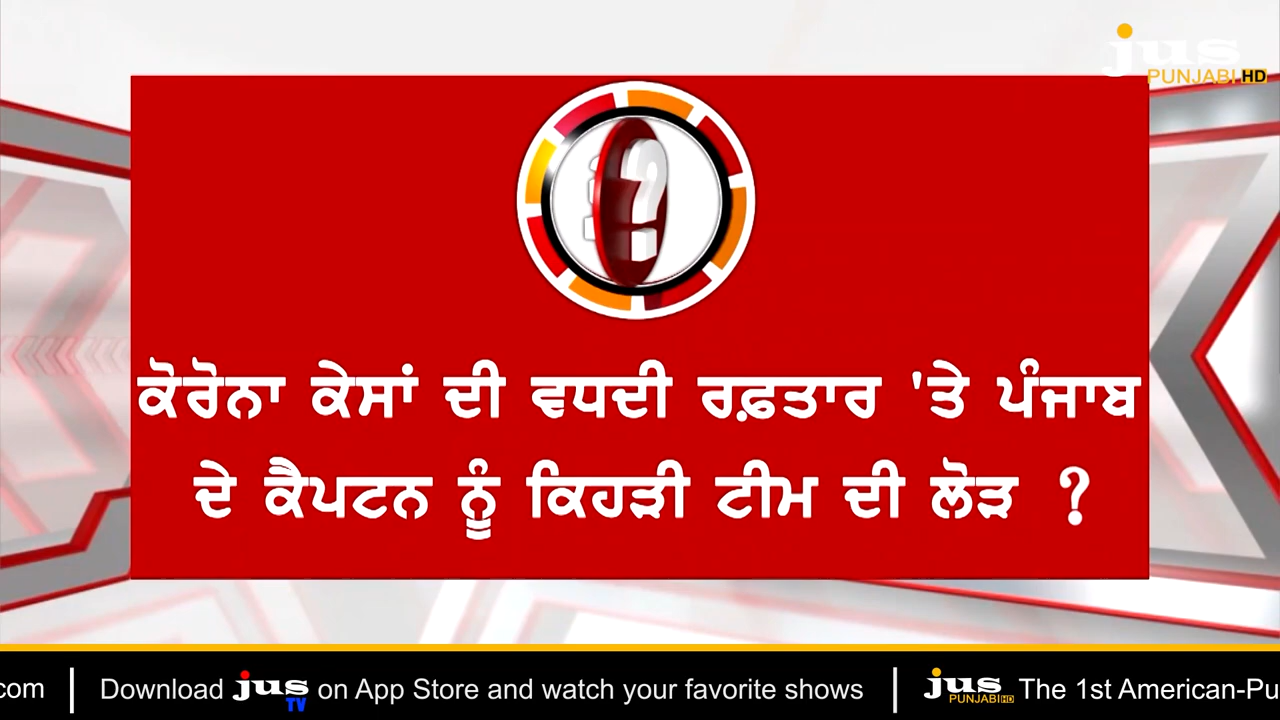 jus
PUNJABI HD
?
ਕੋਰੋਨਾ ਕੇਸਾਂ ਦੀ ਵਧਦੀ ਰਫ਼ਤਾਰ 'ਤੇ ਪੰਜਾਬ
ਦੇ ਕੈਪਟਨ ਨੂੰ ਕਿਹੜੀ ਟੀਮ ਦੀ ਲੋੜ ?
com | Download jus TV on App Store and watch your favorite shows | jus PUNJABI HD The 1st American-Pu